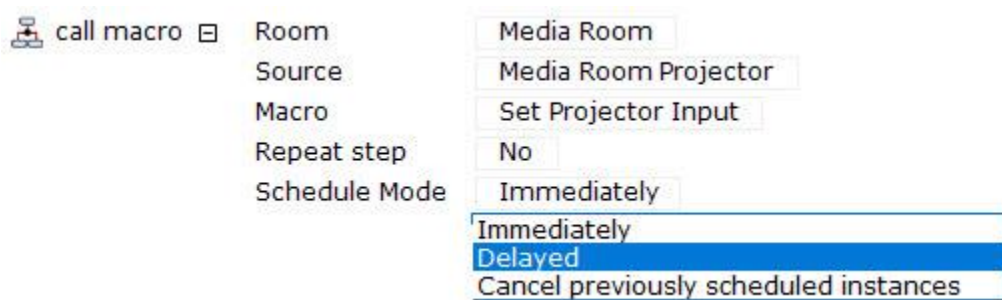 call macro Room Media Room
Source Media Room Projector
Macro Set Projector Input
Repeat step No
Schedule Mode Immediately
Immediately
Delayed
Cancel previously scheduled instances